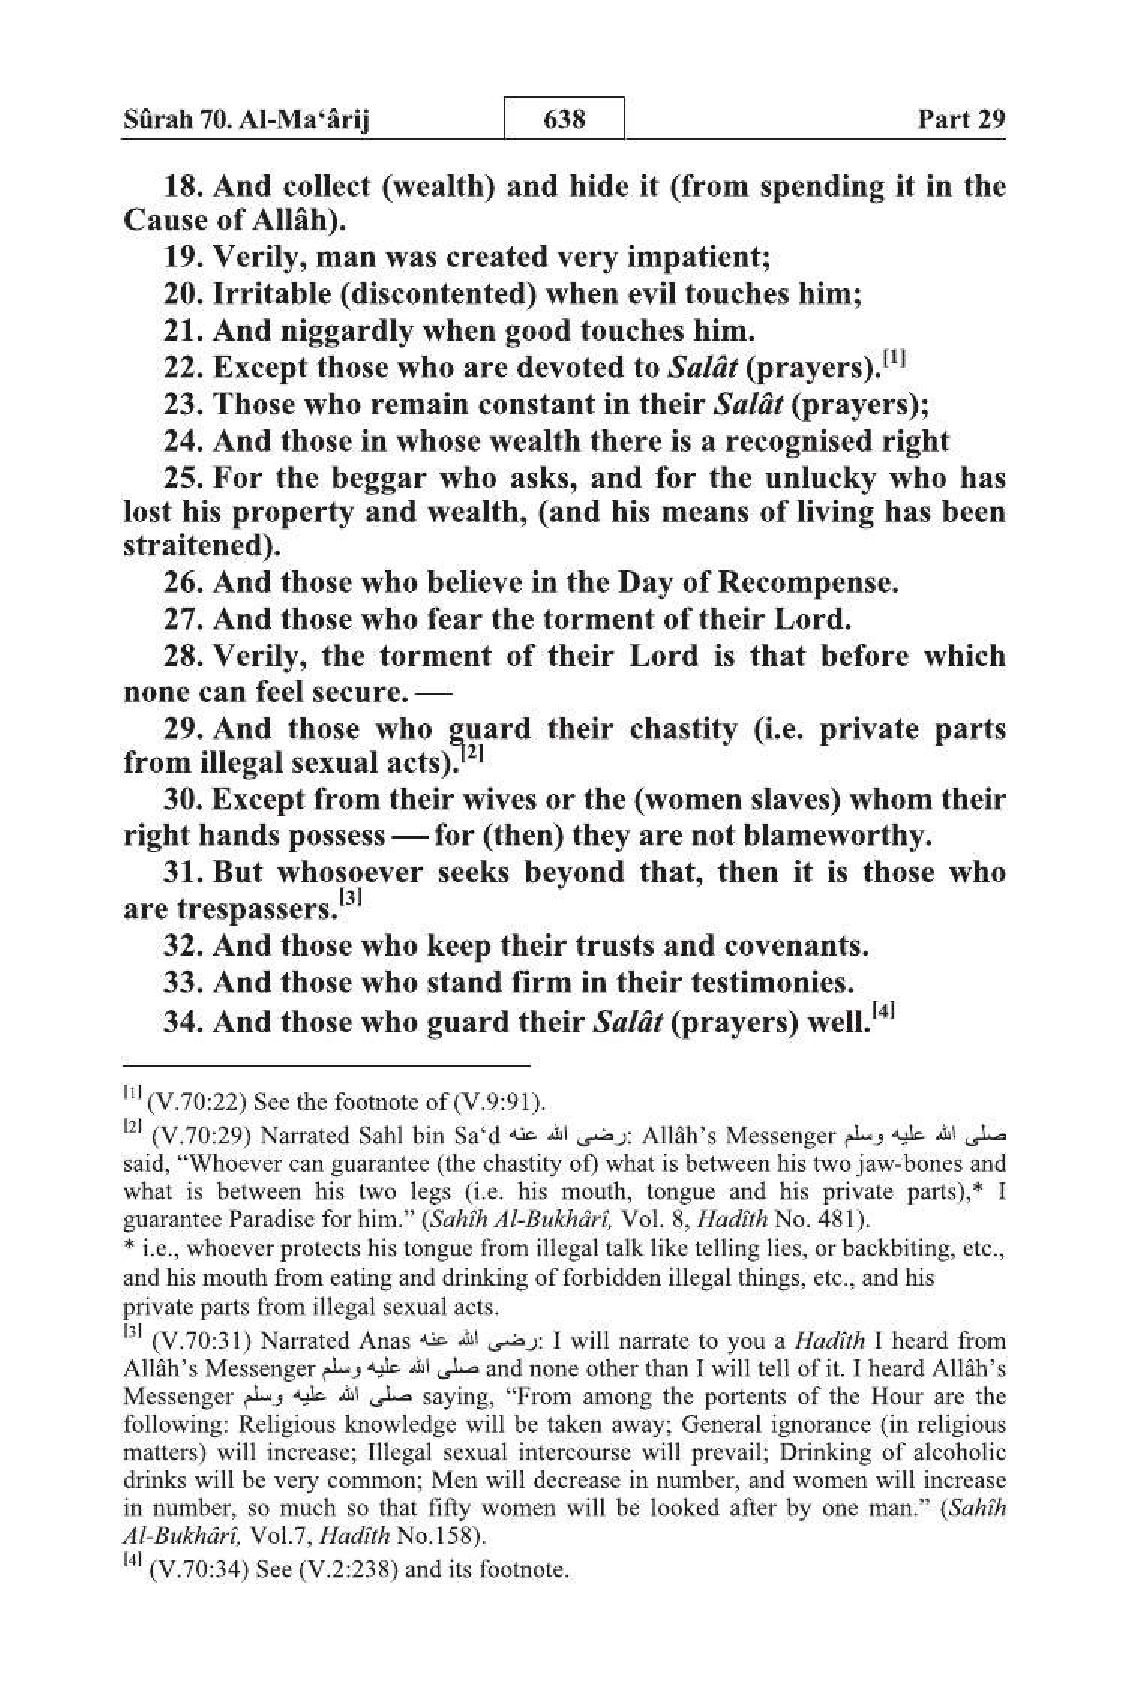 Sûrah 70. Al-Ma‘ârij 638 Part 29
18. And collect (wealth) and hide it (from spending it in the
Cause of Allâh).
19. Verily, man was created very impatient;
20. Irritable (discontented) when evil touches him;
21. And niggardly when good touches him.
22. Except those who are devoted to Salât (prayers).[1]
23. Those who remain constant in their Salât (prayers);
24. And those in whose wealth there is a recognised right
25. For the beggar who asks, and for the unlucky who has
lost his property and wealth, (and his means of living has been
straitened).
26. And those who believe in the Day of Recompense.
27. And those who fear the torment of their Lord.
28. Verily, the torment of their Lord is that before which
none can feel secure. —
29. And those who guard their chastity (i.e. private parts
from illegal sexual acts).[2]
30. Except from their wives or the (women slaves) whom their
right hands possess — for (then) they are not blameworthy.
31. But whosoever seeks beyond that, then it is those who
are trespassers.[3]
32. And those who keep their trusts and covenants.
33. And those who stand firm in their testimonies.
34. And those who guard their Salât (prayers) well.[4]
[1] (V.70:22) See the footnote of (V.9:91).
[2] (V.70:29) Narrated Sahl bin Sa‘d رضى الله عنه: Allâh’s Messenger صلى الله عليه وسلم
said, “Whoever can guarantee (the chastity of) what is between his two jaw-bones and
what is between his two legs (i.e. his mouth, tongue and his private parts),* I
guarantee Paradise for him.” (Sahîh Al-Bukhârî, Vol. 8, Hadîth No. 481).
* i.e., whoever protects his tongue from illegal talk like telling lies, or backbiting, etc.,
and his mouth from eating and drinking of forbidden illegal things, etc., and his
private parts from illegal sexual acts.
[3] (V.70:31) Narrated Anas رضى الله عنه: I will narrate to you a Hadîth I heard from
Allâh’s Messenger صلى الله عليه وسلم and none other than I will tell of it. I heard Allâh’s
Messenger صلى الله عليه وسلم saying, “From among the portents of the Hour are the
following: Religious knowledge will be taken away; General ignorance (in religious
matters) will increase; Illegal sexual intercourse will prevail; Drinking of alcoholic
drinks will be very common; Men will decrease in number, and women will increase
in number, so much so that fifty women will be looked after by one man.” (Sahîh
Al-Bukhârî, Vol.7, Hadîth No.158).
[4] (V.70:34) See (V.2:238) and its footnote.